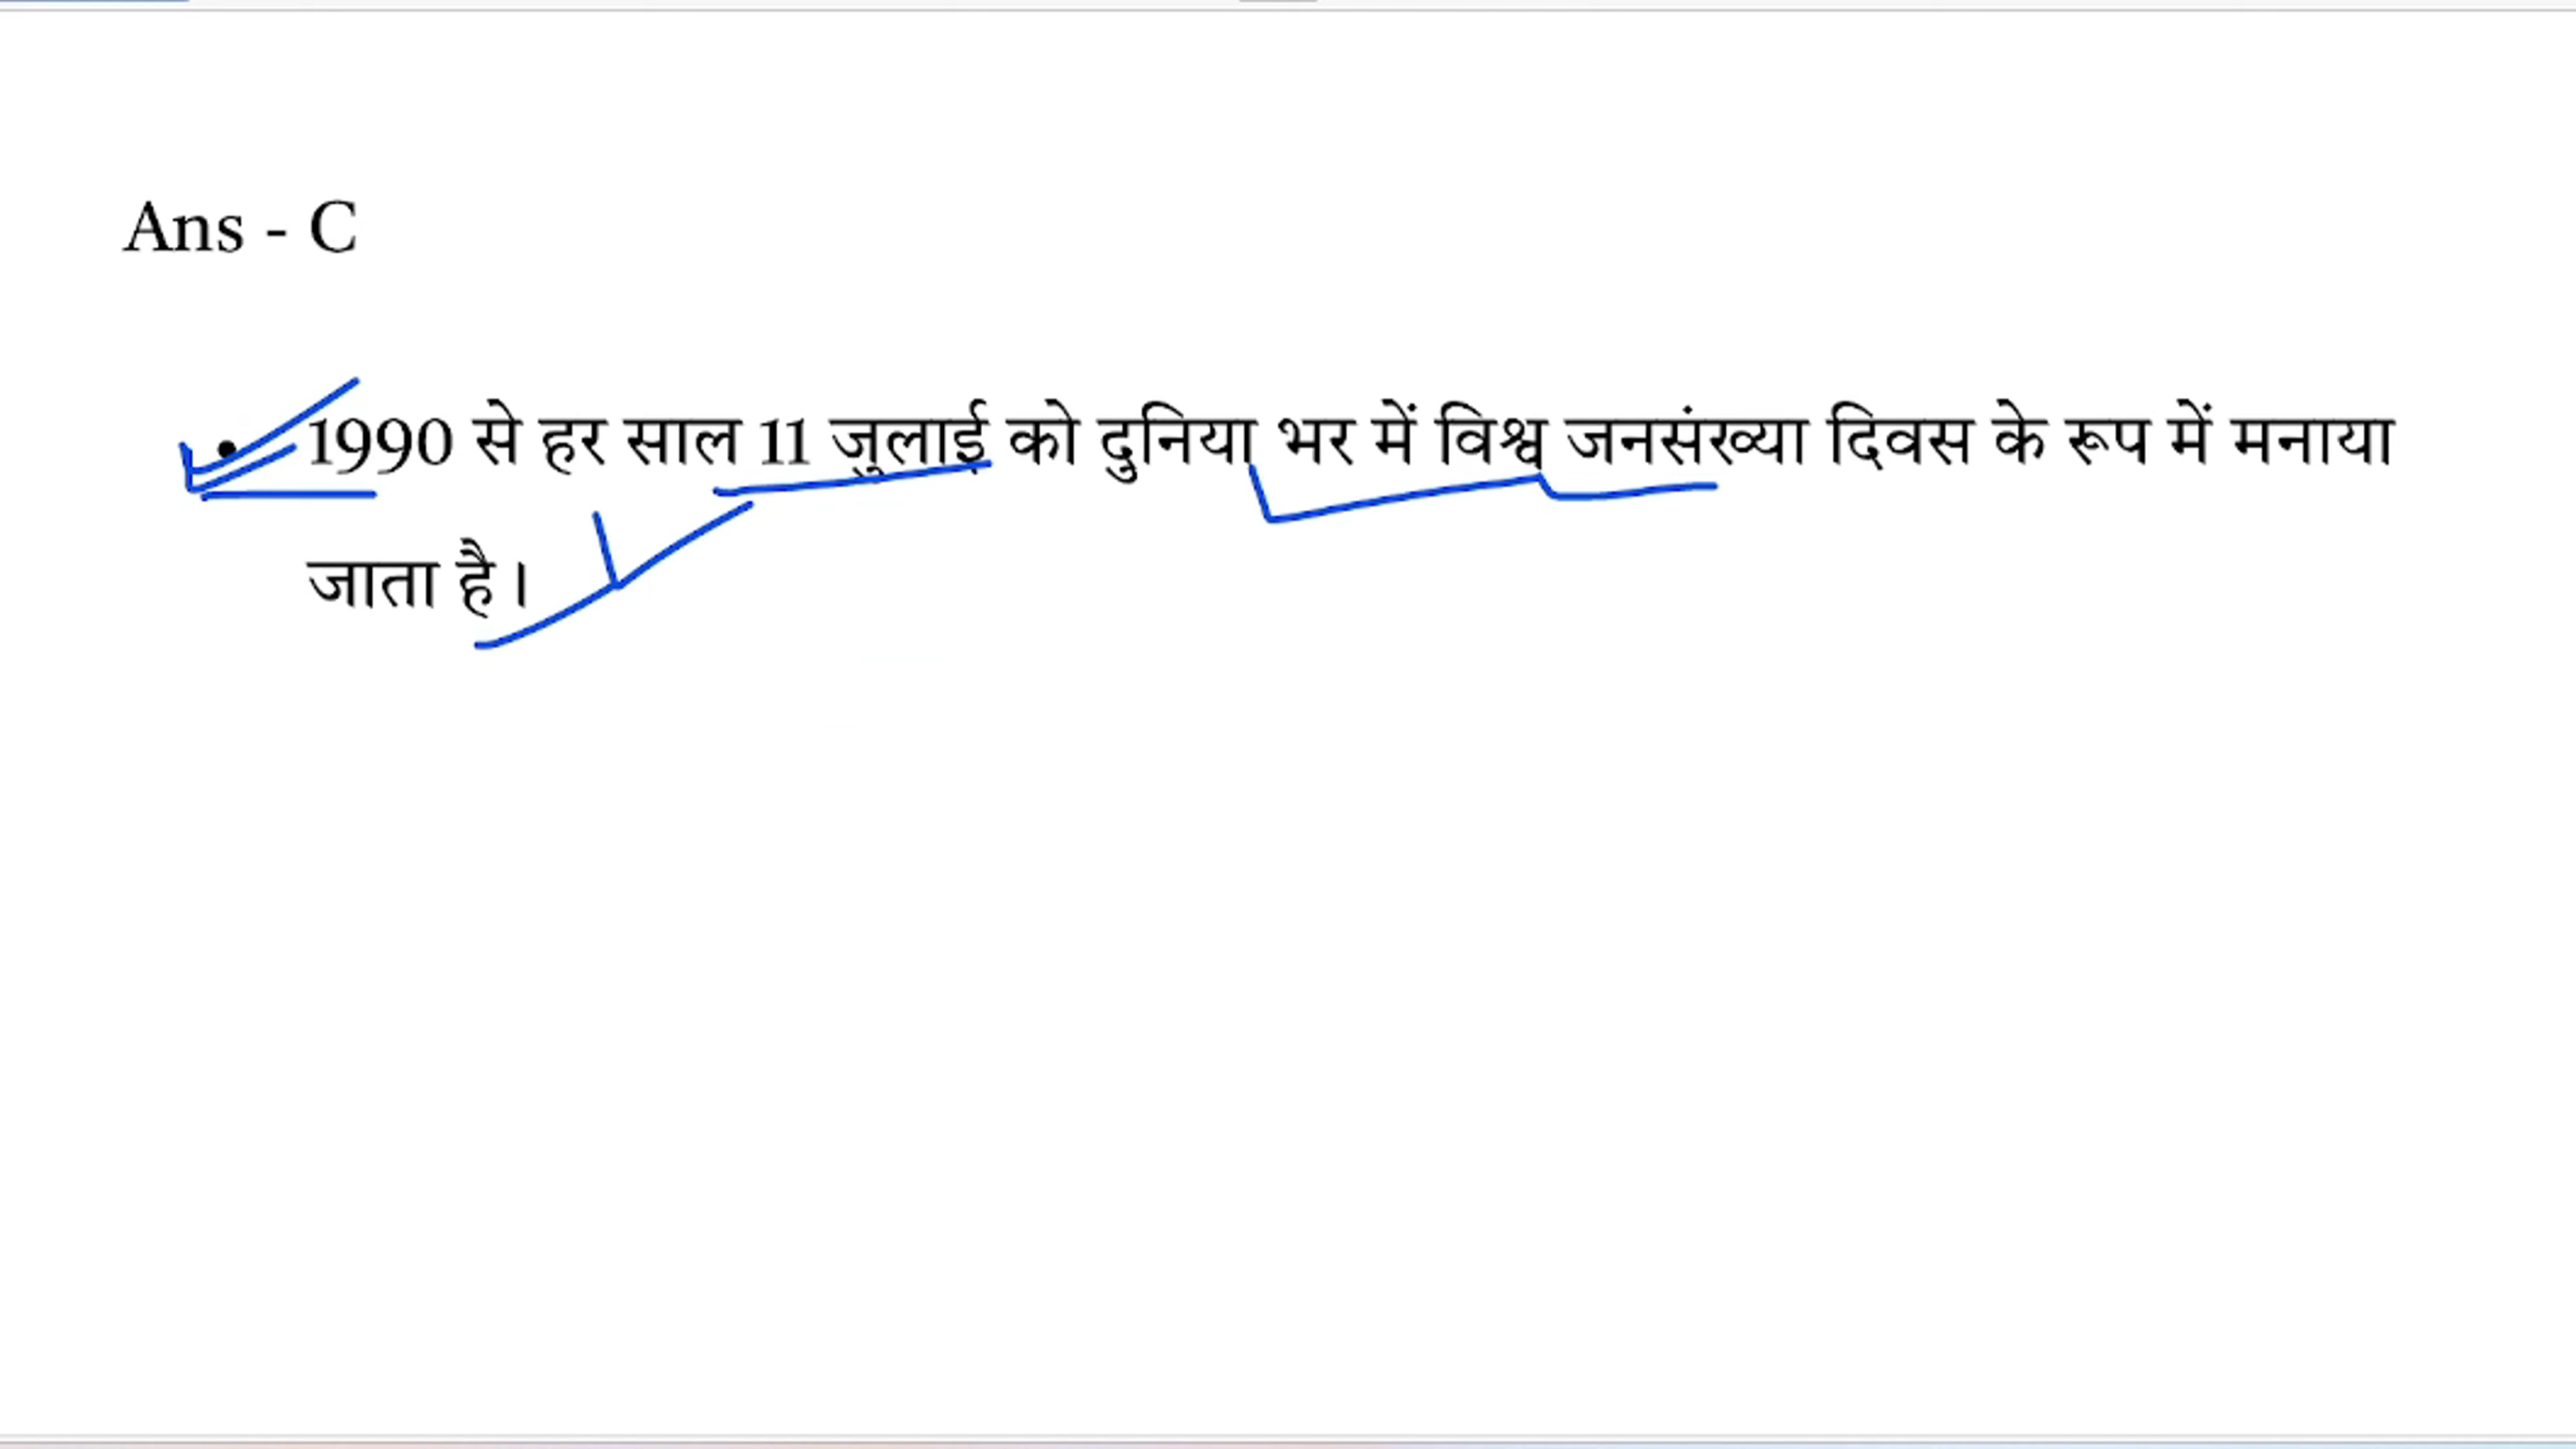 Ans - C
• 1990 से हर साल 11 जुलाई को दुनिया भर में विश्व जनसंख्या दिवस के रूप में मनाया
जाता है।